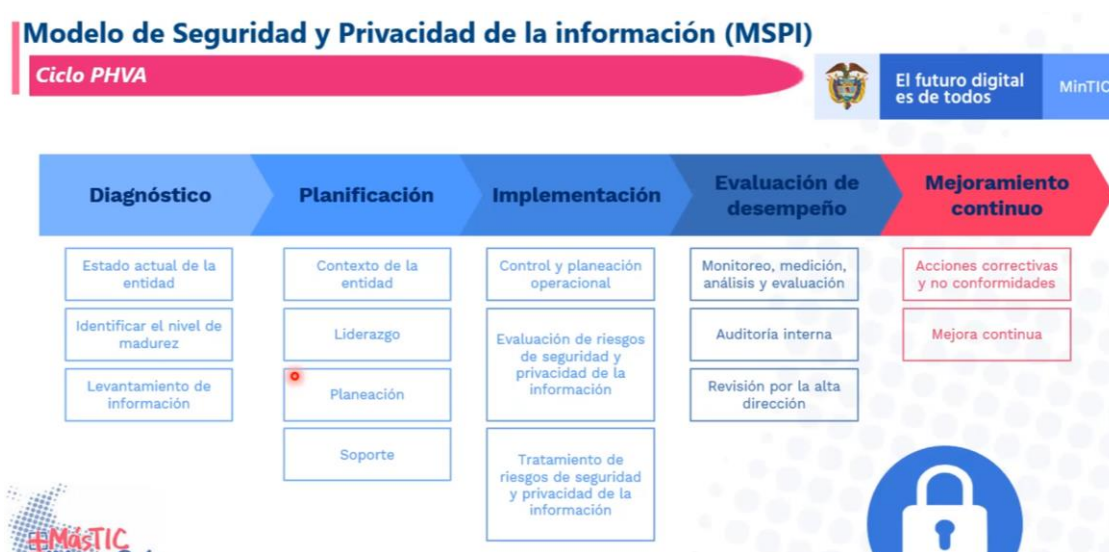 Modelo de Seguridad y Privacidad de la información (MSPI)
Ciclo PHVA
El futuro digital
es de todos
MinTIC
Diagnóstico
Planificación
Implementación
Evaluación de
desempeño
Mejoramiento
continuo
Estado actual de la
entidad
Identificar el nivel de
madurez
Levantamiento de
información
Contexto de la
entidad
Liderazgo
Planeación
Soporte
Control y planeación
operacional
Evaluación de riesgos
de seguridad y
privacidad de la
información
Tratamiento de
riesgos de seguridad
y privacidad de la
información
Monitoreo, medición,
análisis y evaluación
Auditoría interna
Revisión por la alta
dirección
Acciones correctivas
y no conformidades
Mejora continua
+MásTIC